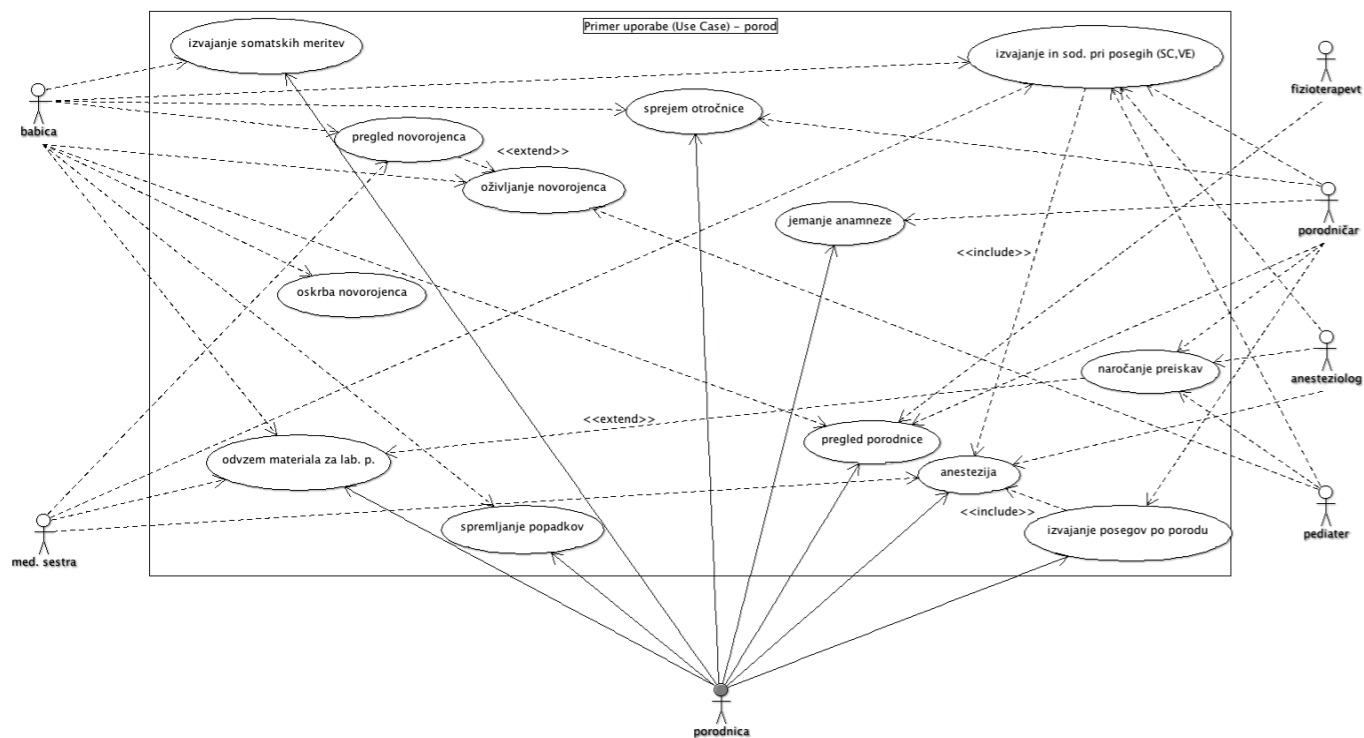 Primer uporabe (Use Case) - porod
izvajanje somatskih meritev
izvajanje in sod. pri posegih (SC,VE)
fizioterapevt
babica
sprejem otročnice
pregled novorojenca
<<extend>>
oživljanje novorojenca
jemanje anamneze
porodničar
<<include>>
oskrba novorojenca
naročanje preiskav
anesteziolog
<<extend>>
pregled porodnice
odvzem materiala za lab. p.
anestezija
<<include>>
spremljanje popadkov
izvajanje posegov po porodu
pediater
med. sestra
porodnica